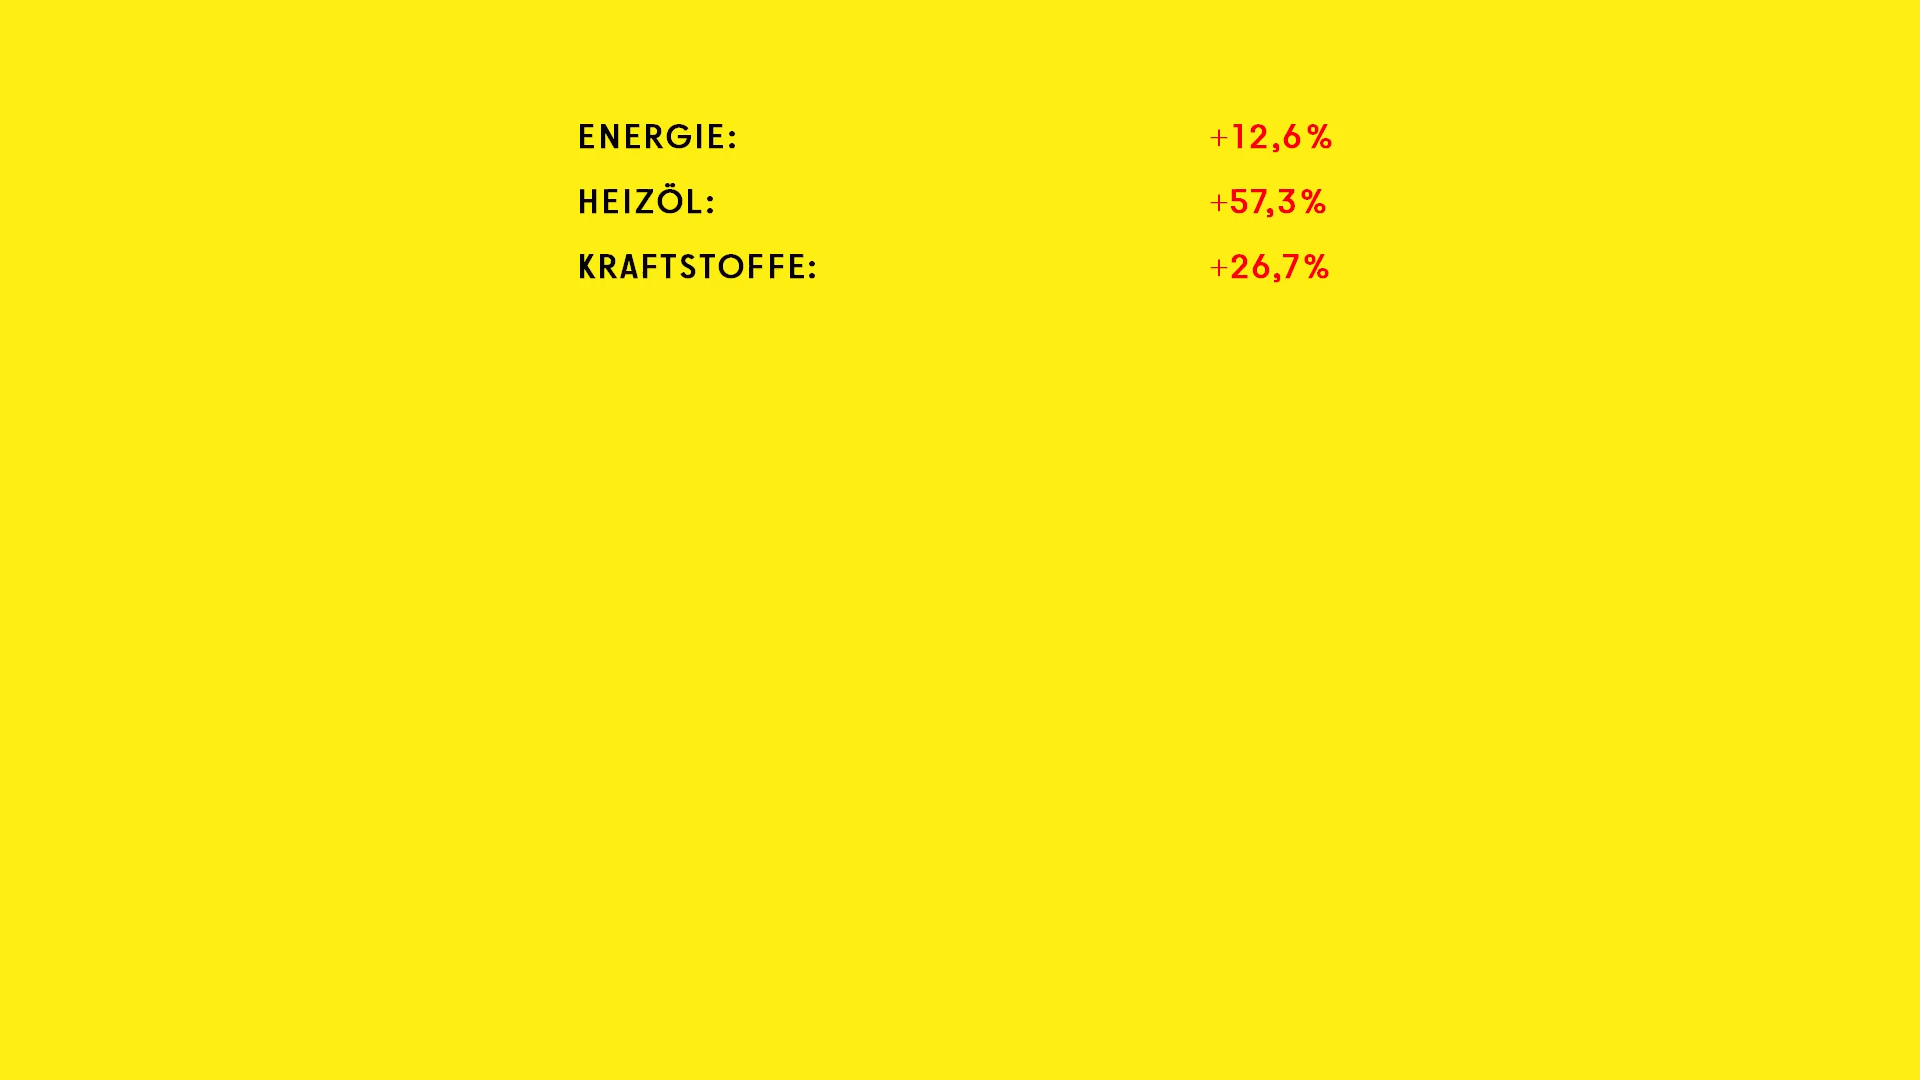 ENERGIE: +12,6%
HEIZÖL: +57,3%
KRAFTSTOFFE: +26,7%